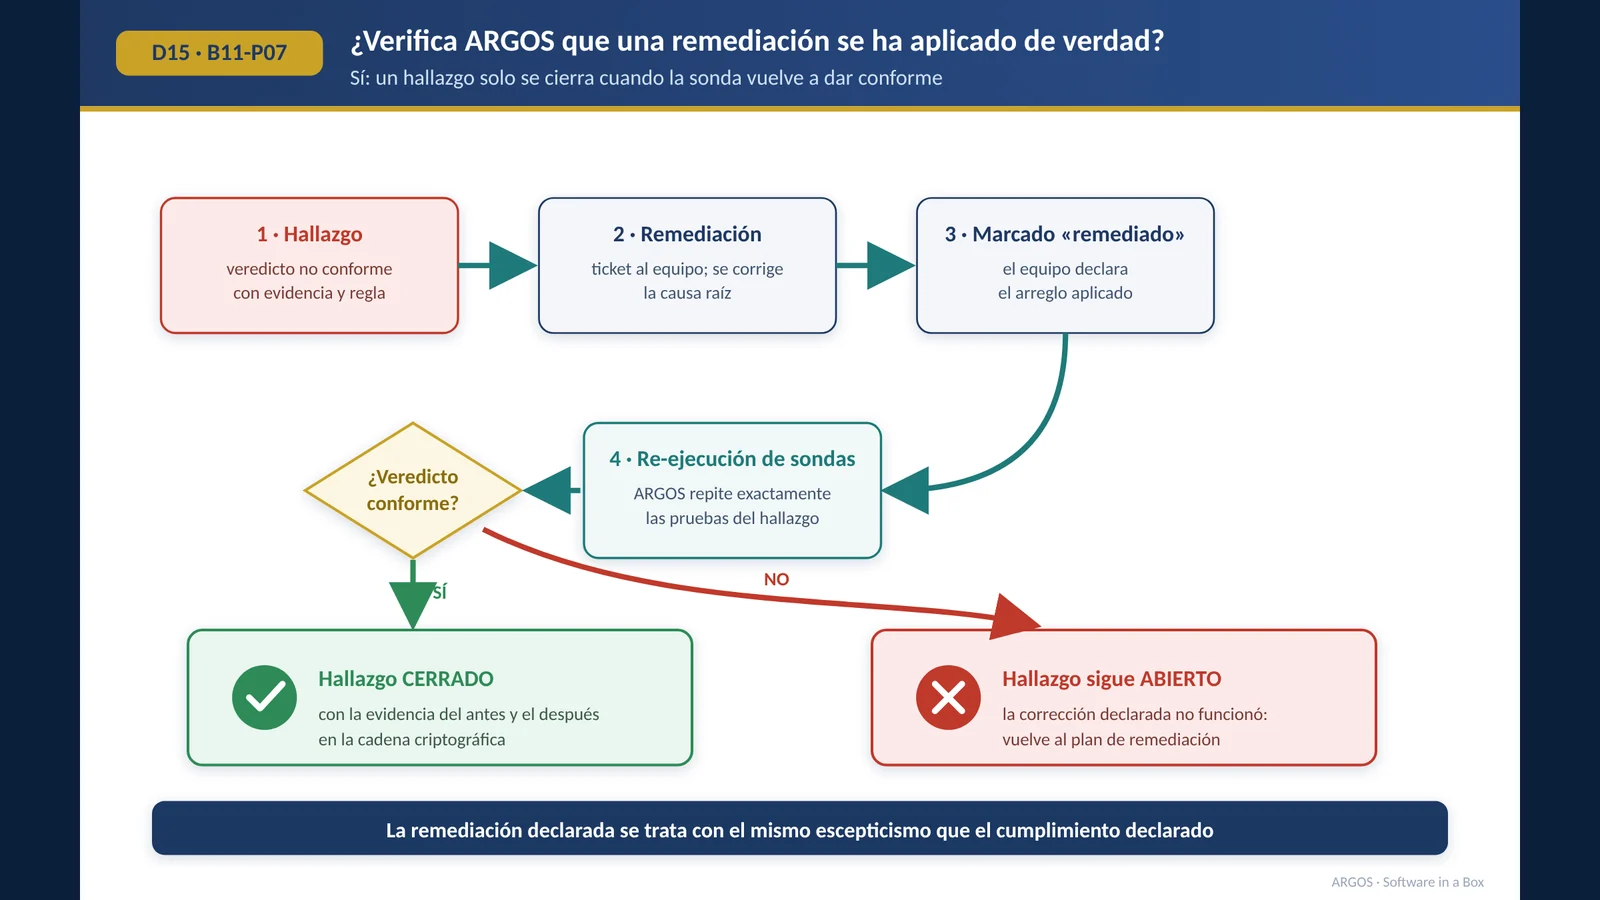 D15 · B11-P07
¿Verifica ARGOS que una remediación se ha aplicado de verdad?
Sí: un hallazgo solo se cierra cuando la sonda vuelve a dar conforme
1 · Hallazgo
veredicto no conforme
con evidencia y regla
2 · Remediación
ticket al equipo; se corrige
la causa raíz
3 · Marcado «remediado»
el equipo declara
el arreglo aplicado
¿Veredicto
conforme?
4 · Re-ejecución de sondas
ARGOS repite exactamente
las pruebas del hallazgo
SÍ
NO
Hallazgo CERRADO
con la evidencia del antes y el después
en la cadena criptográfica
Hallazgo sigue ABIERTO
la corrección declarada no funcionó:
vuelve al plan de remediación
La remediación declarada se trata con el mismo escepticismo que el cumplimiento declarado
ARGOS · Software in a Box